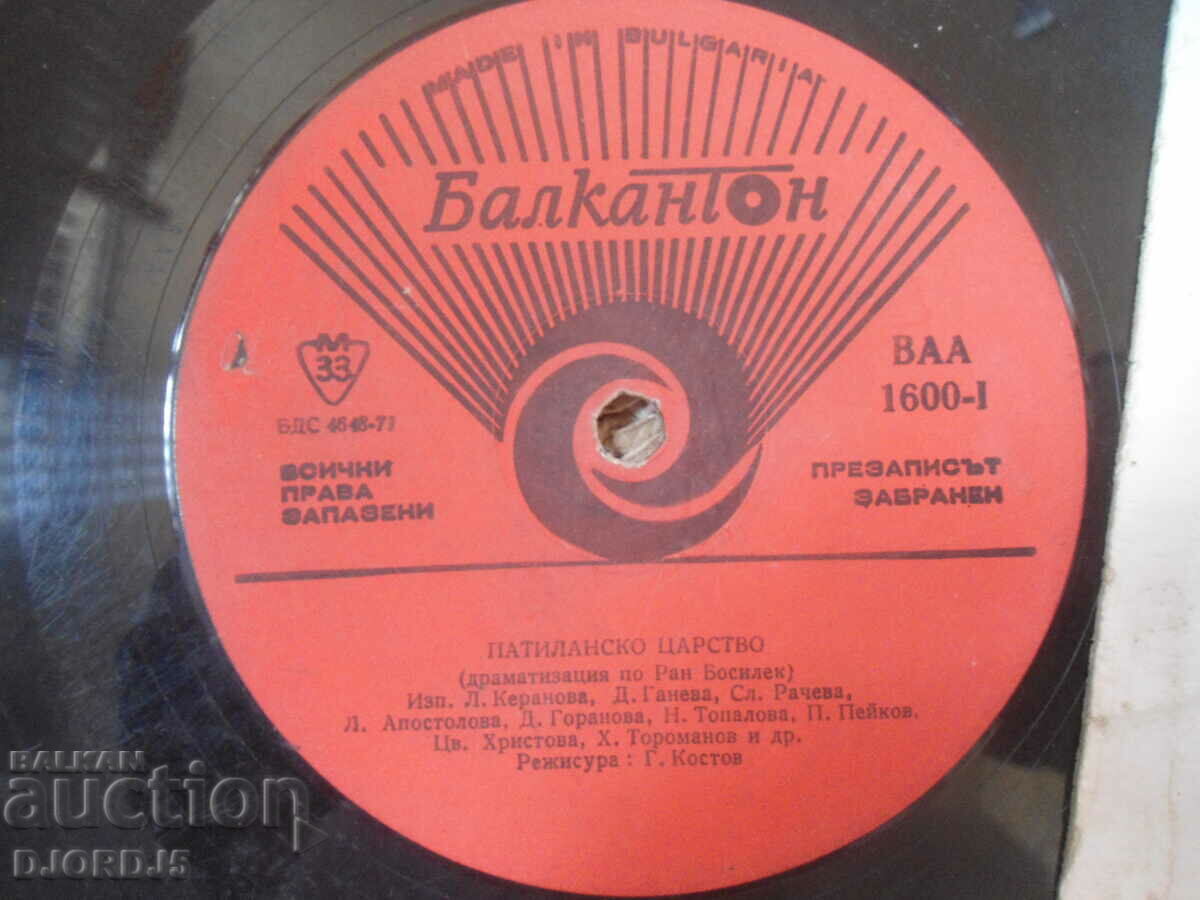 MADE IN BULGARIA
Балкантон
М
33
БДС 4648-71
ВСИЧКИ
ПРАВА
ЗАПАЗЕНИ
ВАА
1600-I
ПРЕЗАПИСЪТ
ЗАБРАНЕН
ПАТИЛАНСКО ЦАРСТВО
(драматизация по Ран Босилек)
Изп. Л. Керанова, Д. Ганева, Сл. Рачева,
Л. Апостолова, Д. Горанова, Н. Топалова, П. Пейков.
Цв. Христова, Х. Тороманов и др.
Режисура : Г. Костов
BALKAN
auction
DJORDJ5